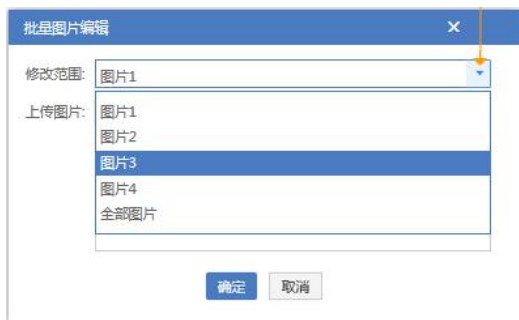 批量图片编辑
修改范围: 图片1
上传图片: 图片1
图片2
图片3
图片4
全部图片
确定 取消